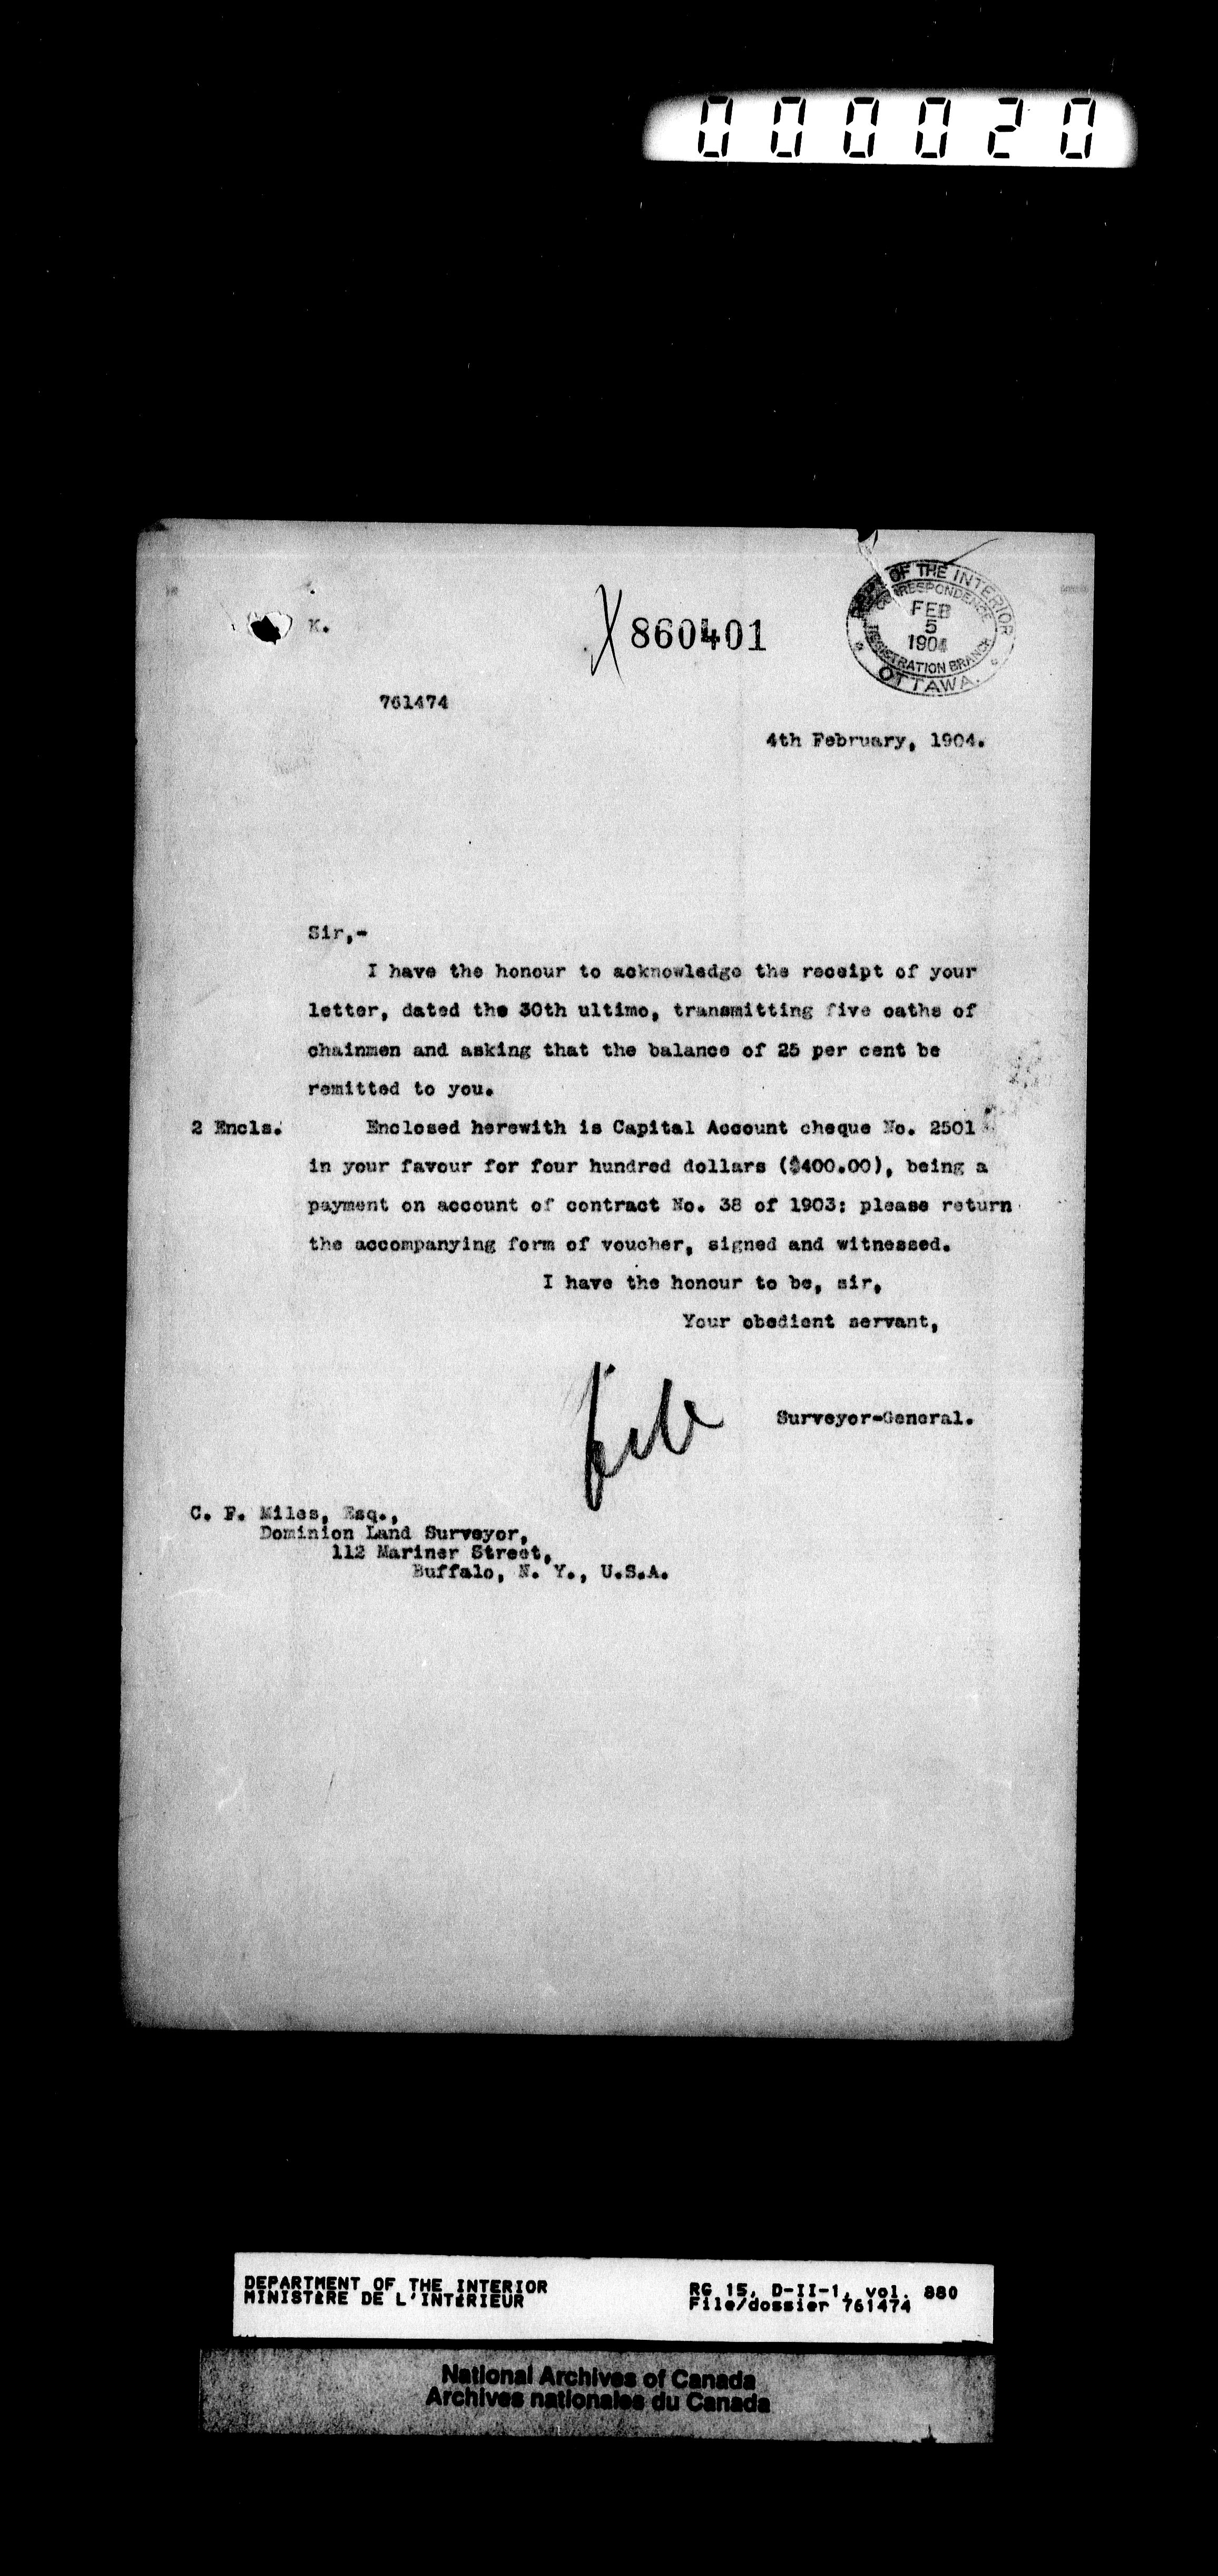 000020
K.
860401
DEPT. OF THE INTERIOR
CORRESPONDENCE
FEB
5
1904
REGISTRATION BRANCH
OTTAWA.
761474
4th February, 1904.
Sir,-
I have the honour to acknowledge the receipt of your
letter, dated the 30th ultimo, transmitting five oaths of
chainmen and asking that the balance of 25 per cent be
remitted to you.
2 Encls. Enclosed herewith is Capital Account cheque No. 2501
in your favour for four hundred dollars ($400.00), being a
payment on account of contract No. 38 of 1903: please return
the accompanying form of voucher, signed and witnessed.
I have the honour to be, sir,
Your obedient servant,
file
Surveyor-General.
C. F. Miles, Esq.,
Dominion Land Surveyor,
112 Mariner Street,
Buffalo, N. Y., U.S.A.
DEPARTMENT OF THE INTERIOR RG 15, D-II-1, vol. 880
MINISTÈRE DE L'INTÉRIEUR File/dossier 761474
National Archives of Canada
Archives nationales du Canada